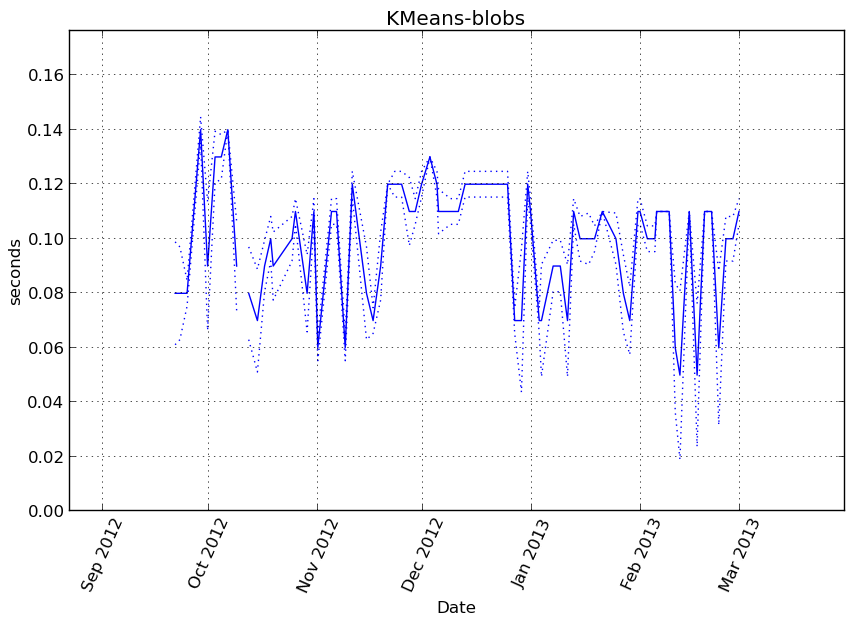 KMeans-blobs
0.16
0.14
0.12
0.10
0.08
0.06
0.04
0.02
0.00
seconds
Sep 2012
Oct 2012
Nov 2012
Dec 2012
Jan 2013
Feb 2013
Mar 2013
Date